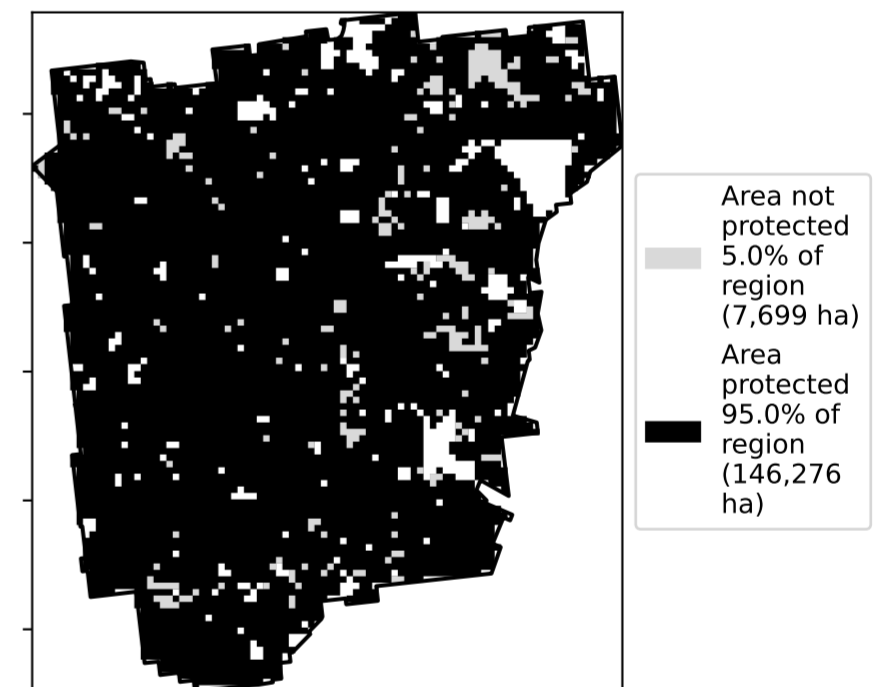 Area not
protected
5.0% of
region
(7,699 ha)
Area
protected
95.0% of
region
(146,276
ha)